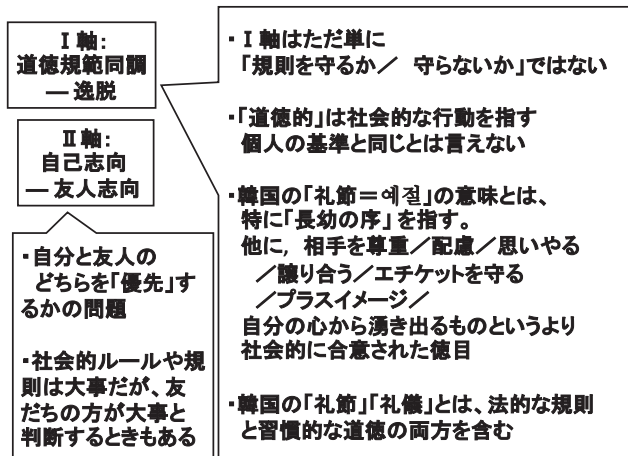 Ⅰ 軸:
道徳規範同調
― 逸脱
Ⅱ 軸:
自己志向
― 友人志向
・自分と友人の
どちらを「優先」す
るかの問題
・社会的ルールや規
則は大事だが、友
だちの方が大事と
判断するときもある
・Ⅰ 軸はただ単に
「規則を守るか／ 守らないか」ではない
・「道徳的」は社会的な行動を指す
個人の基準と同じとは言えない
・韓国の「礼節＝예절」の意味とは、
特に「長幼の序」を指す。
他に, 相手を尊重／配慮／思いやる
／譲り合う／エチケットを守る
／プラスイメージ／
自分の心から湧き出るものというより
社会的に合意された徳目
・韓国の「礼節」「礼儀」とは、法的な規則
と習慣的な道徳の両方を含む